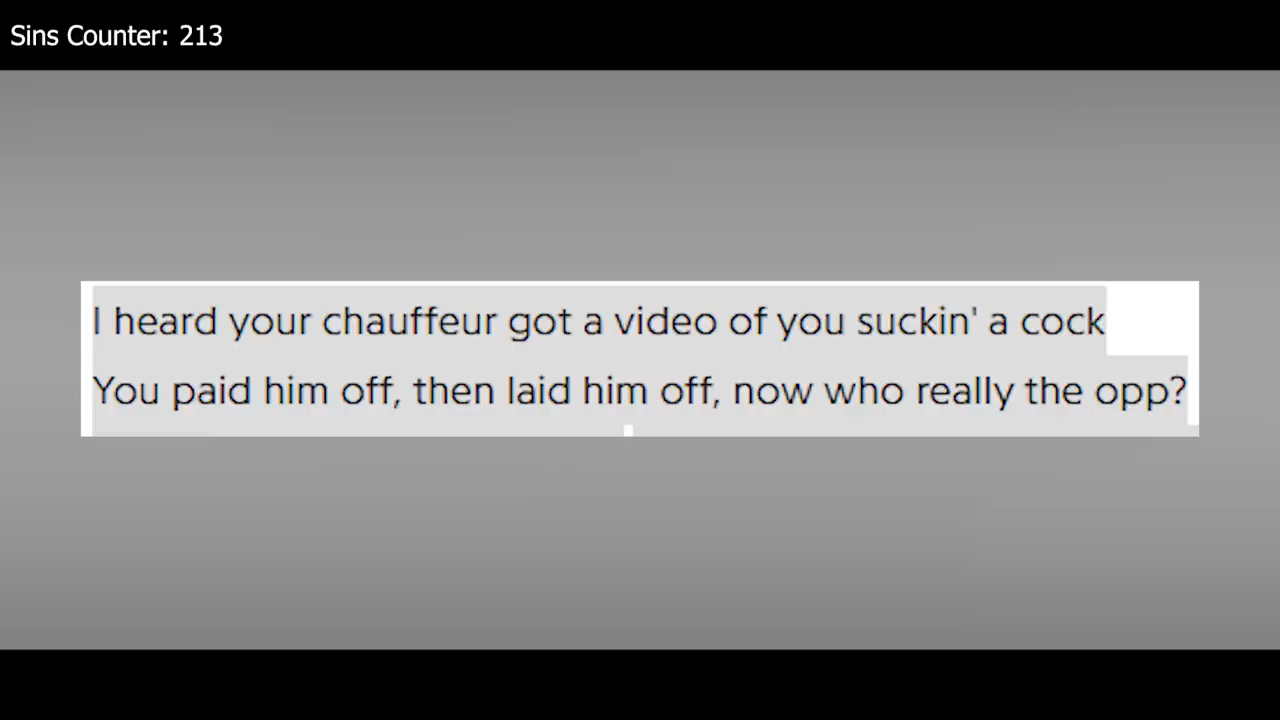 Sins Counter: 213
I heard your chauffeur got a video of you suckin' a cock
You paid him off, then laid him off, now who really the opp?